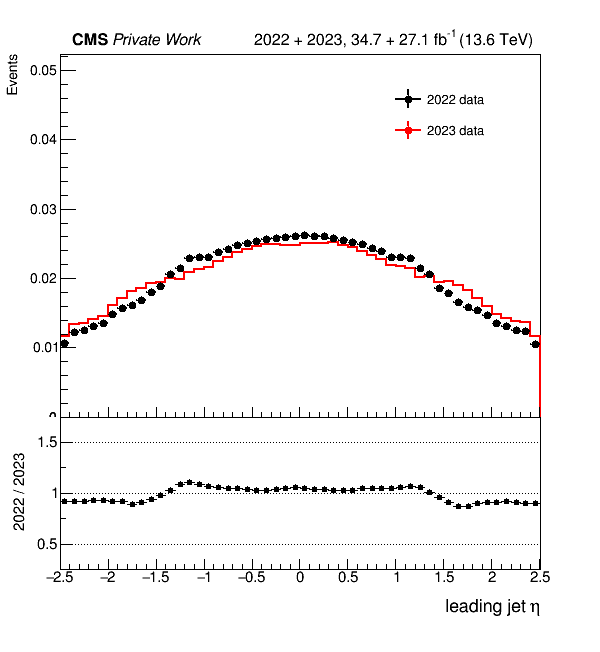 CMS Private Work 2022 + 2023, 34.7 + 27.1 fb-1 (13.6 TeV)
Events
0.05
0.04
0.03
0.02
0.01
2022 data
2023 data
2022 / 2023
1.5
1
0.5
−2.5 −2 −1.5 −1 −0.5 0 0.5 1 1.5 2 2.5
leading jet η